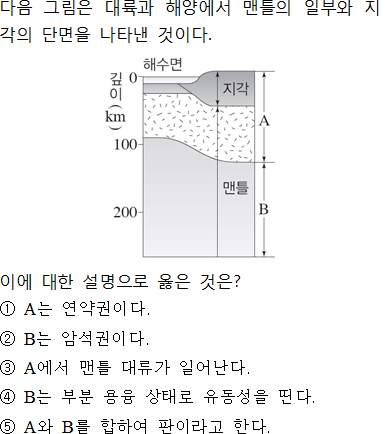 다음 그림은 대륙과 해양에서 맨틀의 일부와 지
각의 단면을 나타낸 것이다.
해수면
깊이(km)
0
지각
A
100
맨틀
200
B
이에 대한 설명으로 옳은 것은?
① A는 연약권이다.
② B는 암석권이다.
③ A에서 맨틀 대류가 일어난다.
④ B는 부분 용융 상태로 유동성을 띤다.
⑤ A와 B를 합하여 판이라고 한다.